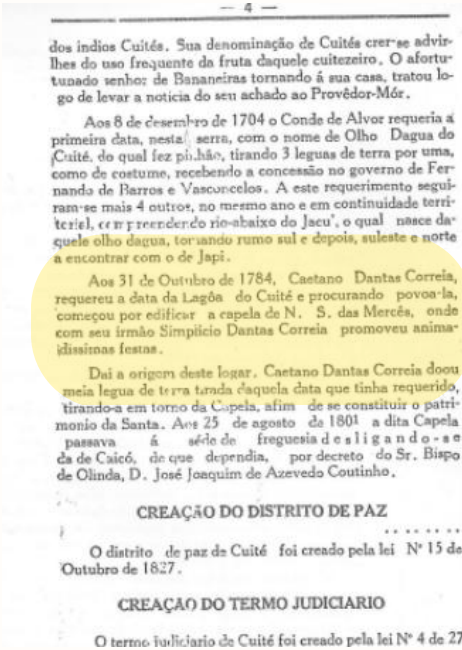 — 4 —
dos indios Cuités. Sua denominação de Cuités crer-se advir-
lhes do uso frequente da fruta daquele cuitezeiro. O afortu-
tunado senhor de Bananeiras tornando á sua casa, tratou lo-
go de levar a noticia do seu achado ao Provêdor-Mór.
Aos 8 de desembro de 1704 o Conde de Alvor requeria a
primeira data, nesta serra, com o nome de Olho Dagua do
Cuité, do qual fez pinhão, tirando 3 leguas de terra por uma,
como de costume, recebendo a concessão no governo de Fer-
nando de Barros e Vasconcelos. A este requerimento segui-
ram-se mais 4 outros, no mesmo ano e em continuidade terri-
teriel, compreendendo rio-abaixo do Jacu', o qual nasce da-
quele olho dagua, tomando rumo sul e depois, suleste e norte
a encontrar com o de Japi.
Aos 31 de Outubro de 1784, Caetano Dantas Correia,
requereu a data da Lagôa do Cuité e procurando povoa-la,
começou por edificar a capela de N. S. das Mercês, onde
com seu irmão Simplicio Dantas Correia promoveu anima-
dissimas festas.
Dai a origem deste logar. Caetano Dantas Correia doou
meia legua de terra tirada daquela data que tinha requerido,
tirando-a em torno da Capela, afim de se constituir o patri-
monio da Santa. Aos 25 de agosto de 1801 a dita Capela
passava á séde de freguesia desligando-se
da de Caicó, de que dependia, por decreto do Sr. Bispo
de Olinda, D. José Joaquim de Azevedo Coutinho.
CREAÇÃO DO DISTRITO DE PAZ
O distrito de paz de Cuité foi creado pela lei Nº 15 de
Outubro de 1827.
CREAÇÃO DO TERMO JUDICIARIO
O termo judiciario de Cuité foi creado pela lei Nº 4 de 27